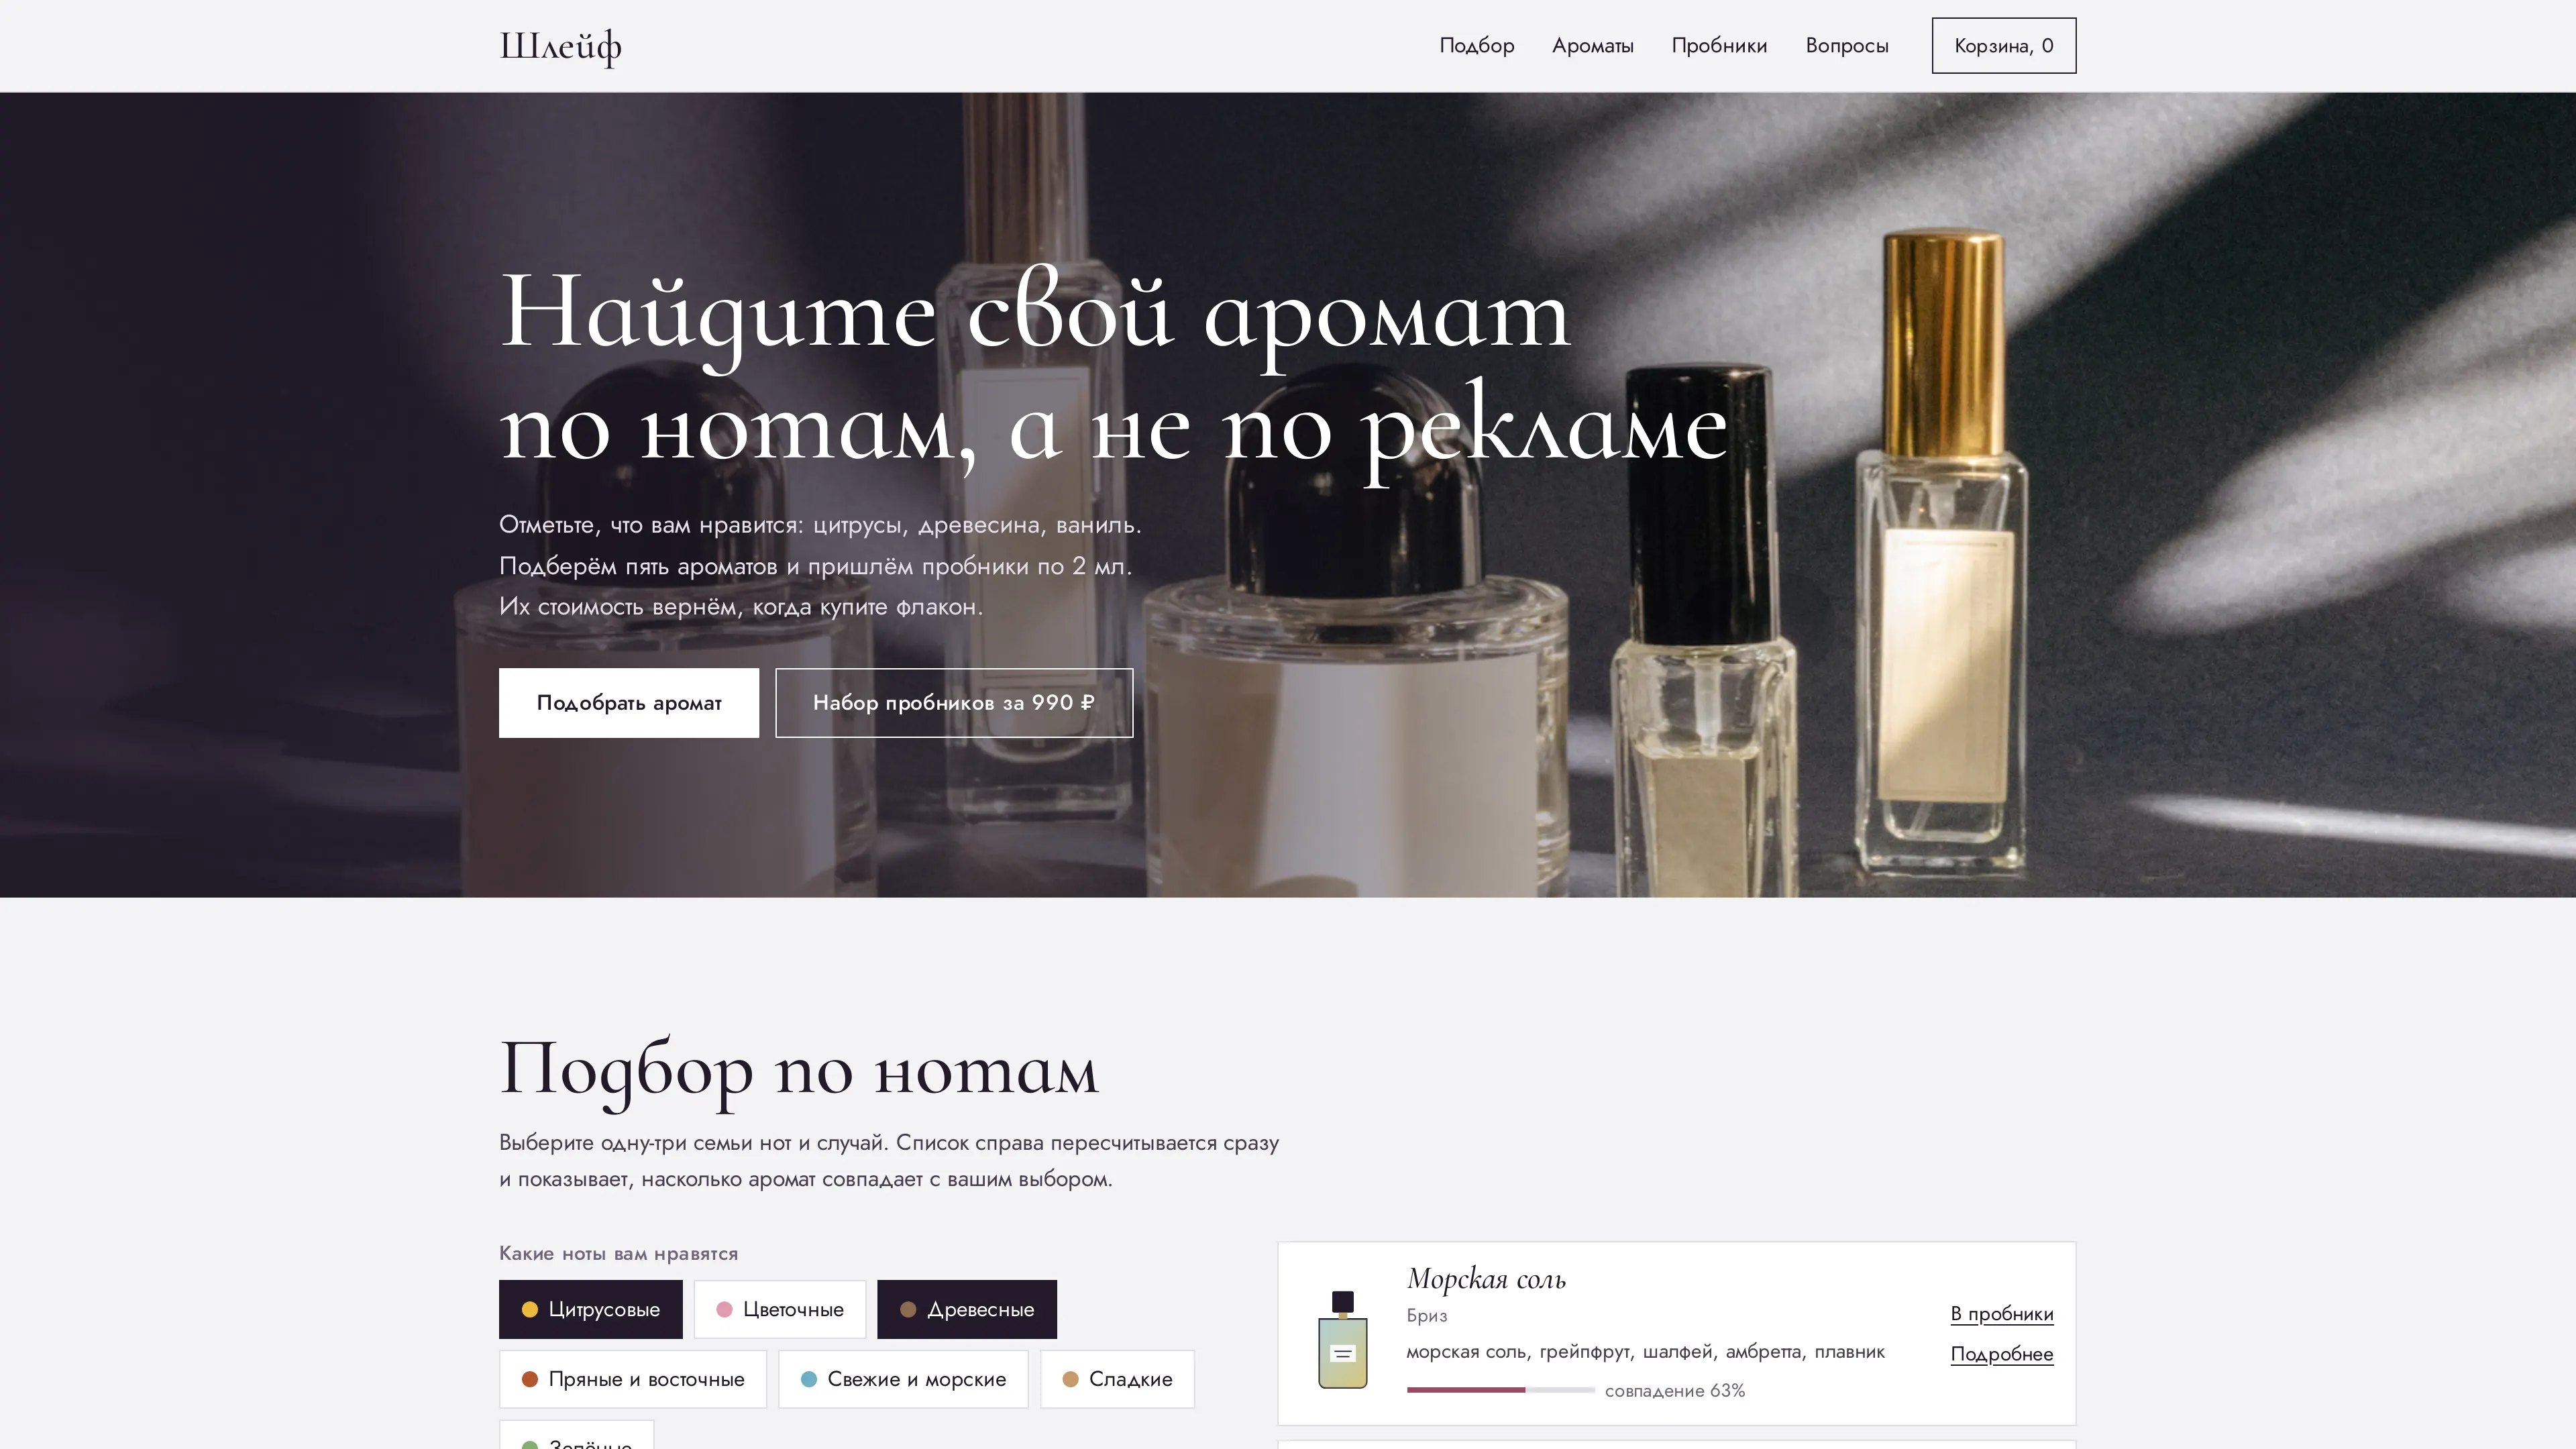 Шлейф
Подбор
Ароматы
Пробники
Вопросы
Корзина, 0
Найдите свой аромат
по нотам, а не по рекламе
Отметьте, что вам нравится: цитрусы, древесина, ваниль.
Подберём пять ароматов и пришлём пробники по 2 мл.
Их стоимость вернём, когда купите флакон.
Подобрать аромат
Набор пробников за 990 ₽
Подбор по нотам
Выберите одну-три семьи нот и случай. Список справа пересчитывается сразу
и показывает, насколько аромат совпадает с вашим выбором.
Какие ноты вам нравятся
Цитрусовые
Цветочные
Древесные
Пряные и восточные
Свежие и морские
Сладкие
Зелёные
Морская соль
Бриз
морская соль, грейпфрут, шалфей, амбретта, плавник
совпадение 63%
В пробники
Подробнее